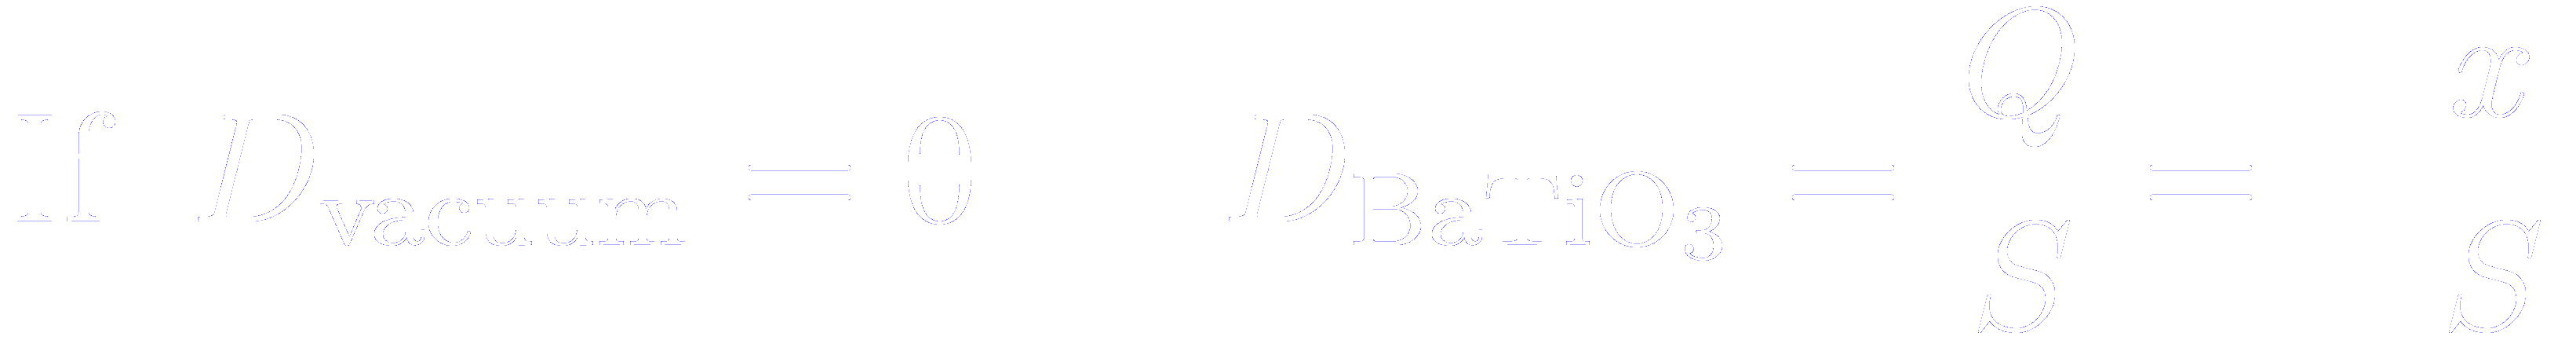 If D_vacuum = 0 D_BaTiO₃ = Q/S = x/S